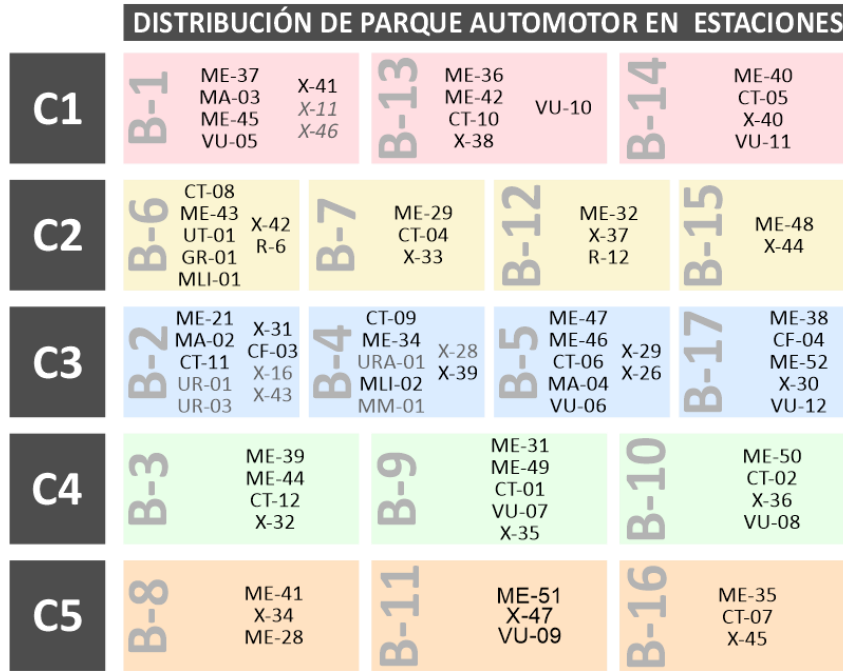 DISTRIBUCIÓN DE PARQUE AUTOMOTOR EN ESTACIONES
C1
B-1
ME-37
MA-03
ME-45
VU-05
X-41
X-11
X-46
B-13
ME-36
ME-42
CT-10
X-38
VU-10
B-14
ME-40
CT-05
X-40
VU-11
C2
B-6
CT-08
ME-43
UT-01
GR-01
MLI-01
X-42
R-6
B-7
ME-29
CT-04
X-33
B-12
ME-32
X-37
R-12
B-15
ME-48
X-44
C3
B-2
ME-21
MA-02
CT-11
UR-01
UR-03
X-31
CF-03
X-16
X-43
B-4
CT-09
ME-34
URA-01
MLI-02
MM-01
X-28
X-39
B-5
ME-47
ME-46
CT-06
MA-04
VU-06
X-29
X-26
B-17
ME-38
CF-04
ME-52
X-30
VU-12
C4
B-3
ME-39
ME-44
CT-12
X-32
B-9
ME-31
ME-49
CT-01
VU-07
X-35
B-10
ME-50
CT-02
X-36
VU-08
C5
B-8
ME-41
X-34
ME-28
B-11
ME-51
X-47
VU-09
B-16
ME-35
CT-07
X-45